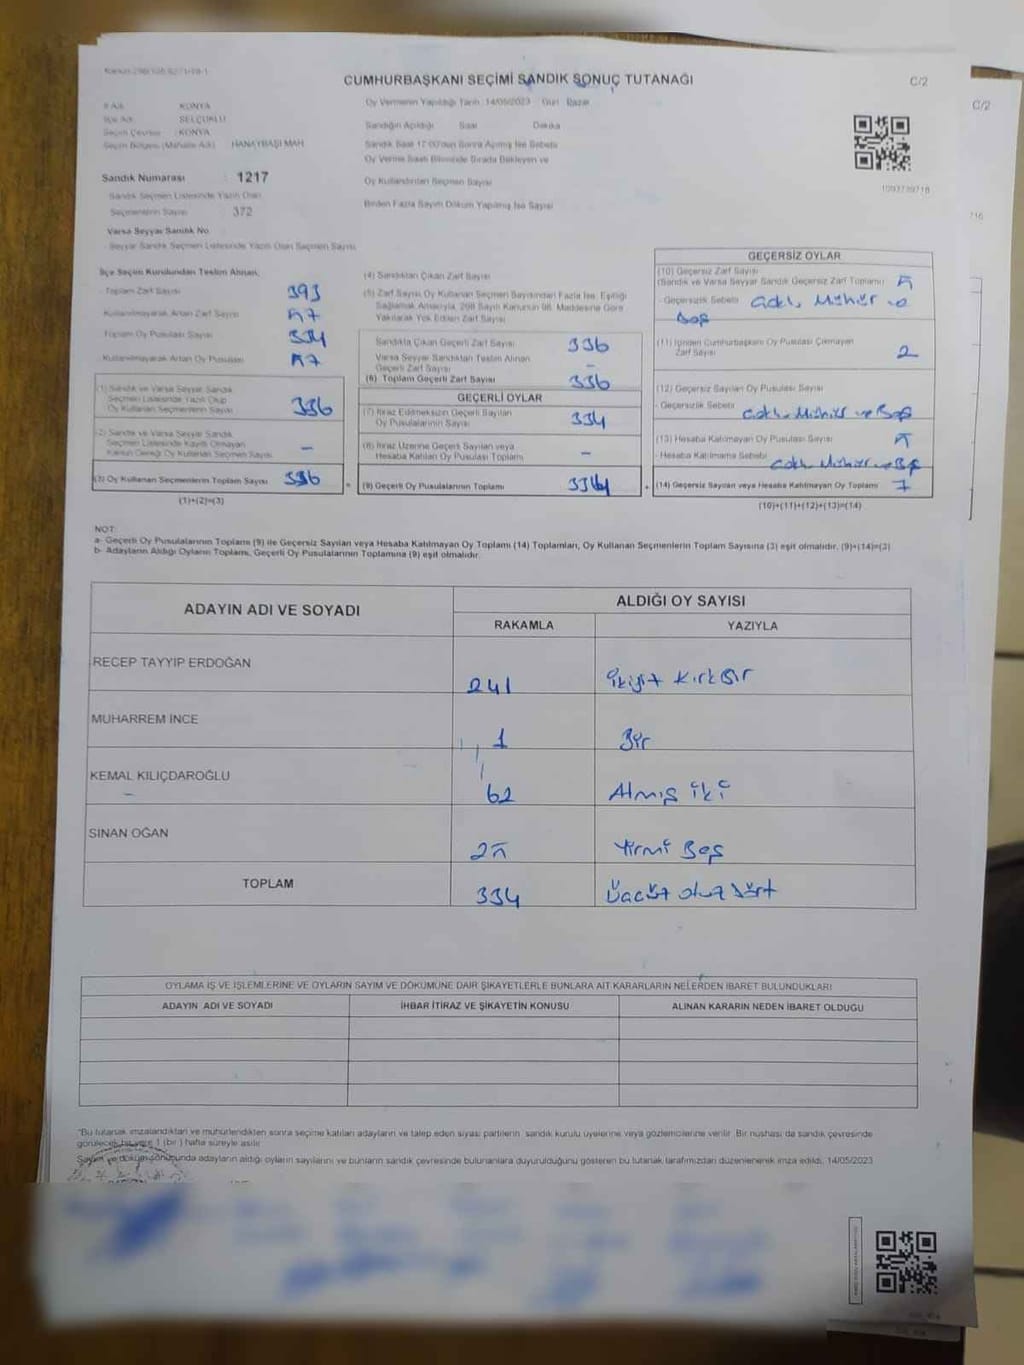 CUMHURBAŞKANI SEÇİMİ SANDIK SONUÇ TUTANAĞI
C/2
Oy Vermenin Yapıldığı Tarih: 14/05/2023 Gün Pazar
İl Adı : KONYA
İlçe Adı : SELÇUKLU
Seçim Çevresi : KONYA
Seçim Bölgesi (Mahalle Adı) : HANAYBAŞI MAH.
Sandığın Açıldığı Saat Dakika
Sandık Saat 17:00'den Sonra Açılmış İse Sebebi
Oy Verme Saati Bitiminde Sırada Bekleyen ve
Oy Kullandırılan Seçmen Sayısı
Birden Fazla Sayım Döküm Yapılmış İse Sayısı
Sandık Numarası : 1217
Sandık Seçmen Listesinde Yazılı Olan
Seçmenlerin Sayısı : 372
Varsa Seyyar Sandık No
- Seyyar Sandık Seçmen Listesinde Yazılı Olan Seçmen Sayısı
İlçe Seçim Kurulundan Teslim Alınan;
- Toplam Zarf Sayısı 393
- Kullanılmayarak Artan Zarf Sayısı
- Toplam Oy Pusulası Sayısı
- Kullanılmayarak Artan Oy Pusulası
(1) Sandık ve Varsa Seyyar Sandık
Seçmen Listesinde Yazılı Olup
Oy Kullanan Seçmenlerin Sayısı 336
(2) Sandık ve Varsa Seyyar Sandık
Seçmen Listesinde Kayıtlı Olmayan
Kanun Gereği Oy Kullanan Seçmen Sayısı –
(3) Oy Kullanan Seçmenlerin Toplam Sayısı 336
(1)+(2)=(3)
(4) Sandıktan Çıkan Zarf Sayısı
(5) Zarf Sayısı Oy Kullanan Seçmen Sayısından Fazla İse, Eşitliği
Sağlamak Amacıyla, 298 Sayılı Kanunun 98. Maddesine Göre
Yakılarak Yok Edilen Zarf Sayısı
Sandıkta Çıkan Geçerli Zarf Sayısı 336
Varsa Seyyar Sandıktan Teslim Alınan
Geçerli Zarf Sayısı –
(6) Toplam Geçerli Zarf Sayısı 336
GEÇERLİ OYLAR
(7) İtiraz Edilmeksizin Geçerli Sayılan
Oy Pusulalarının Sayısı 334
(8) İtiraz Üzerine Geçerli Sayılan veya
Hesaba Katılan Oy Pusulası Toplamı –
(9) Geçerli Oy Pusulalarının Toplamı
GEÇERSİZ OYLAR
(10) Geçersiz Zarf Sayısı
(Sandık ve Varsa Seyyar Sandık Geçersiz Zarf Toplamı)
- Geçersizlik Sebebi
Boş
(11) İçinden Cumhurbaşkanı Oy Pusulası Çıkmayan
Zarf Sayısı 2
(12) Geçersiz Sayılan Oy Pusulası Sayısı
- Geçersizlik Sebebi Mühür ve Boş
(13) Hesaba Katılmayan Oy Pusulası Sayısı
- Hesaba Katılmama Sebebi
(14) Geçersiz Sayılan veya Hesaba Katılmayan Oy Toplamı 7
(10)+(11)+(12)+(13)=(14)
NOT:
a- Geçerli Oy Pusulalarının Toplamı (9) ile Geçersiz Sayılan veya Hesaba Katılmayan Oy Toplamı (14) Toplamları, Oy Kullanan Seçmenlerin Toplam Sayısına (3) eşit olmalıdır. (9)+(14)=(3)
b- Adayların Aldığı Oyların Toplamı, Geçerli Oy Pusulalarının Toplamına (9) eşit olmalıdır.
ADAYIN ADI VE SOYADI ALDIĞI OY SAYISI
RAKAMLA YAZIYLA
RECEP TAYYİP ERDOĞAN 241 İkiyüz Kırkbir
MUHARREM İNCE 1 Bir
KEMAL KILIÇDAROĞLU 62 Atmış iki
SİNAN OĞAN 25 Yirmi Beş
TOPLAM 334 Üçyüz otuz dört
OYLAMA İŞ VE İŞLEMLERİNE VE OYLARIN SAYIM VE DÖKÜMÜNE DAİR ŞİKAYETLERLE BUNLARA AİT KARARLARIN NELERDEN İBARET BULUNDUKLARI
ADAYIN ADI VE SOYADI İHBAR İTİRAZ VE ŞİKAYETİN KONUSU ALINAN KARARIN NEDEN İBARET OLDUĞU
"Bu tutanak imzalandıktan ve mühürlendikten sonra seçime katılan adayların ve talep eden siyasi partilerin sandık kurulu üyelerine veya gözlemcilerine verilir. Bir nüshası da sandık çevresinde
görülecek bir yere 1 (bir) hafta süreyle asılır.
Sayım ve döküm sonucunda adayların aldığı oyların sayılarını ve bunların sandık çevresinde bulunanlara duyurulduğunu gösteren bu tutanak tarafımızdan düzenlenerek imza edildi. 14/05/2023